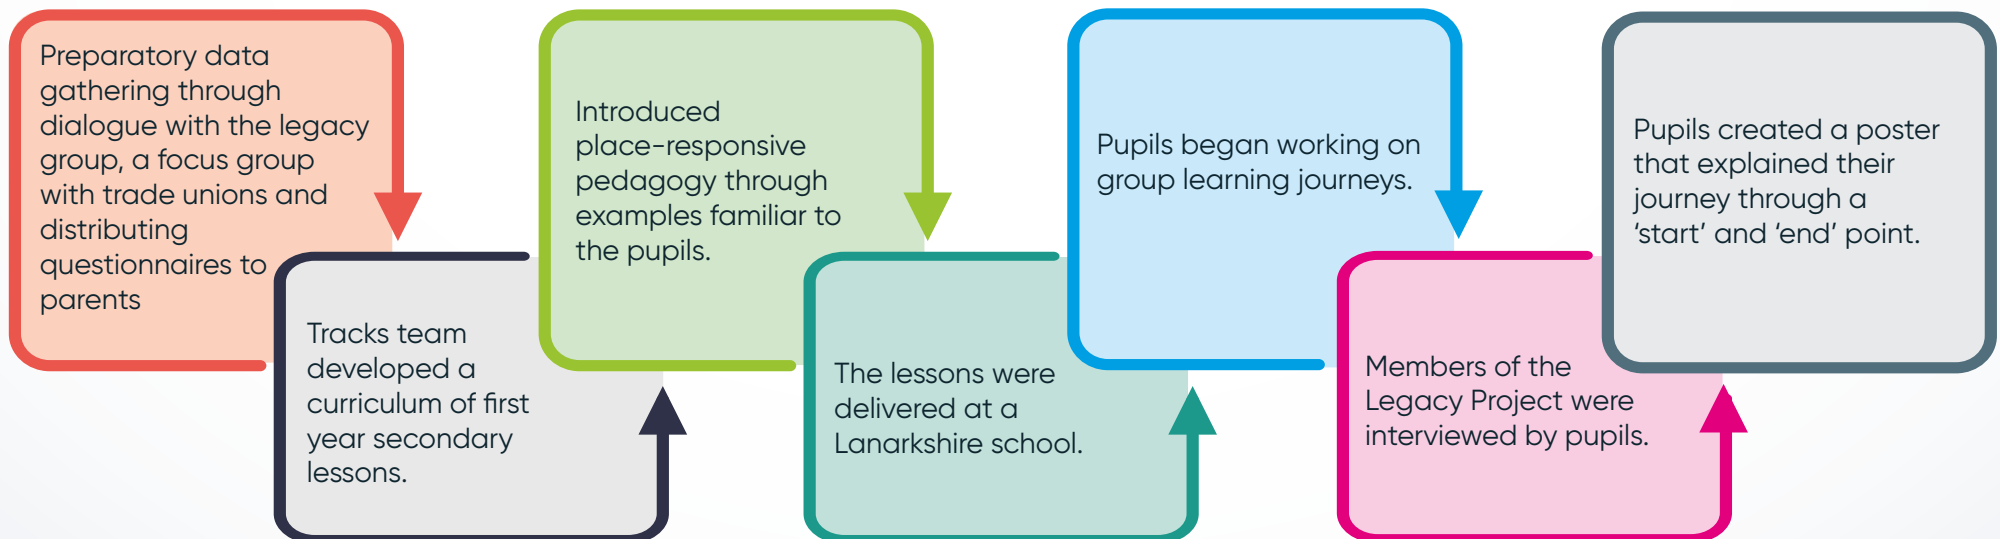 Preparatory data
gathering through
dialogue with the legacy
group, a focus group
with trade unions and
distributing
questionnaires to
parents
Tracks team
developed a
curriculum of first
year secondary
lessons.
Introduced
place-responsive
pedagogy through
examples familiar to
the pupils.
The lessons were
delivered at a
Lanarkshire school.
Pupils began working on
group learning journeys.
Members of the
Legacy Project were
interviewed by pupils.
Pupils created a poster
that explained their
journey through a
‘start’ and ‘end’ point.